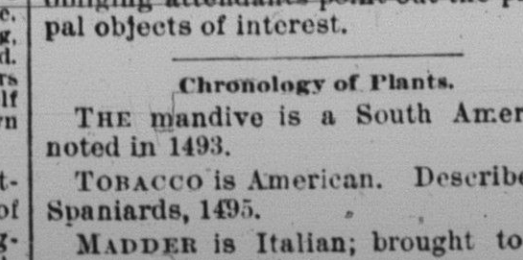 pal objects of interest.
Chronology of Plants.
THE mandive is a South Amer
noted in 1493.
TOBACCO is American. Describe
Spaniards, 1495.
MADDER is Italian; brought to